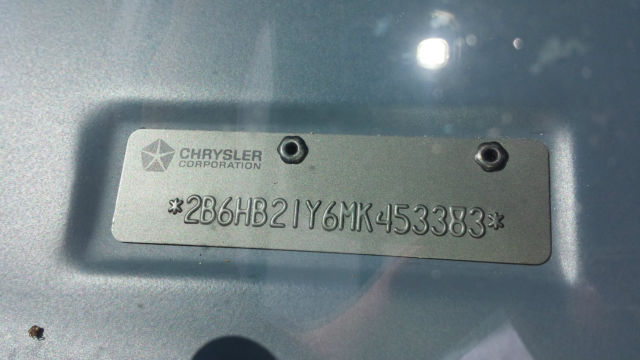 CHRYSLER
CORPORATION
*2B6HB21Y6MK453383*